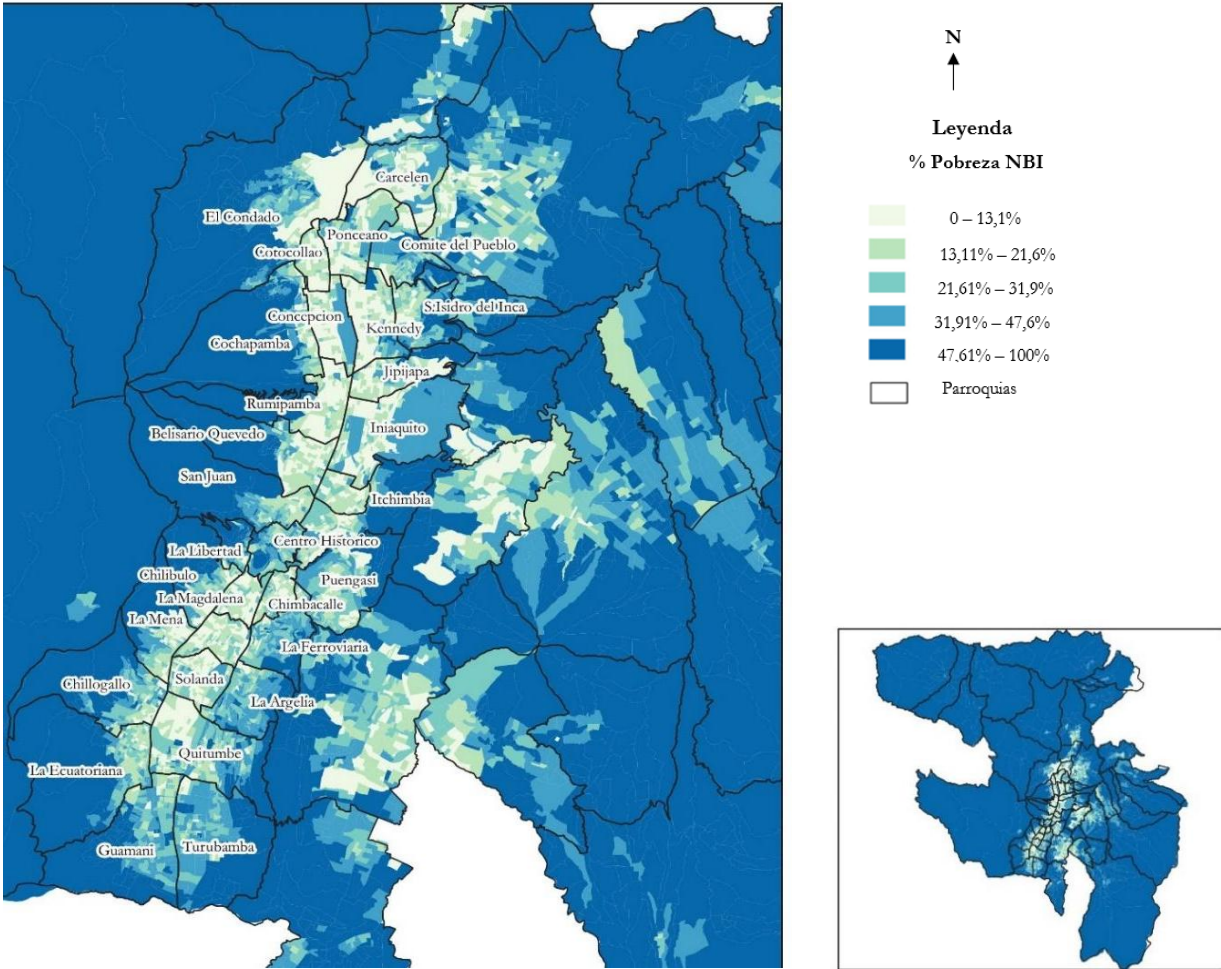 N
Leyenda
% Pobreza NBI
0 – 13,1%
13,11% – 21,6%
21,61% – 31,9%
31,91% – 47,6%
47,61% – 100%
Parroquias
Carcelen
El Condado
Ponceano
Cotocollao
Comite del Pueblo
S.Isidro del Inca
Concepcion
Kennedy
Cochapamba
Jipijapa
Rumipamba
Iniaquito
Belisario Quevedo
San Juan
Itchimbia
Centro Historico
La Libertad
Chilibulo
Puengasi
La Magdalena
Chimbacalle
La Mena
La Ferroviaria
Solanda
Chillogallo
La Argelia
Quitumbe
La Ecuatoriana
Guamani
Turubamba